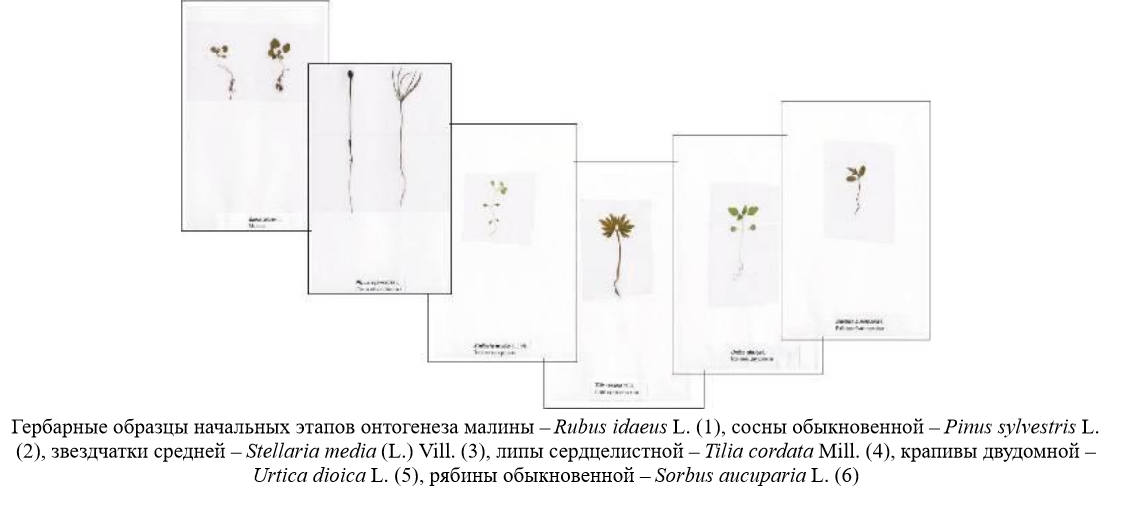 Гербарные образцы начальных этапов онтогенеза малины – Rubus idaeus L. (1), сосны обыкновенной – Pinus sylvestris L.
(2), звездчатки средней – Stellaria media (L.) Vill. (3), липы сердцелистной – Tilia cordata Mill. (4), крапивы двудомной –
Urtica dioica L. (5), рябины обыкновенной – Sorbus aucuparia L. (6)